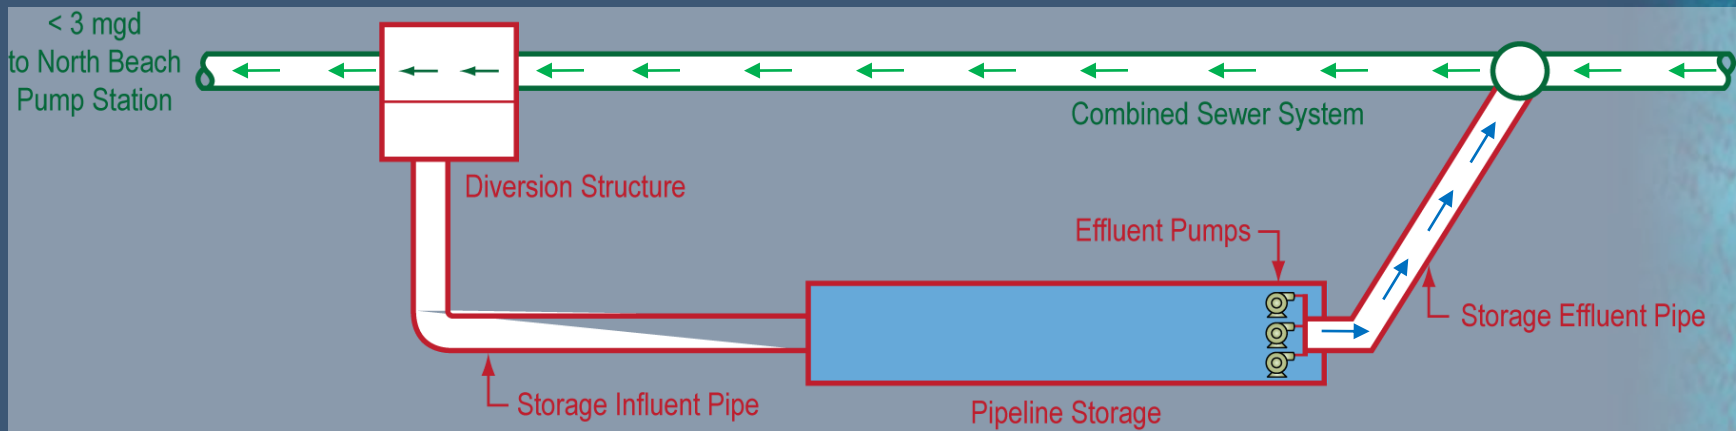 < 3 mgd
to North Beach
Pump Station
Combined Sewer System
Diversion Structure
Effluent Pumps
Storage Effluent Pipe
Storage Influent Pipe
Pipeline Storage